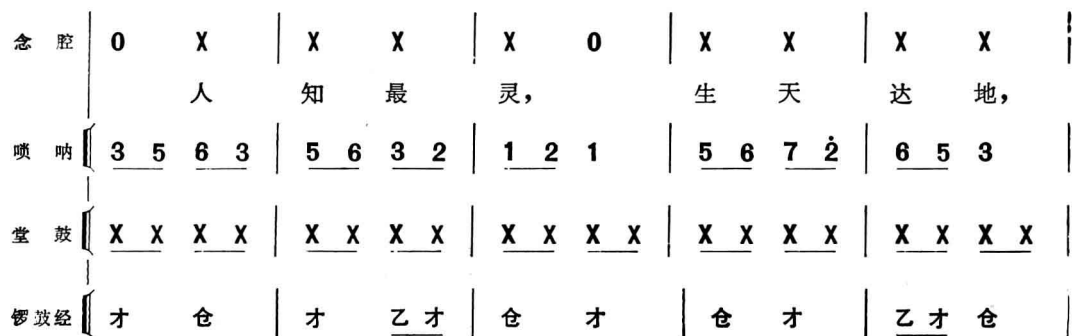 念 腔 0 X | X X | X 0 | X X | X X
人 知 最 灵， 生 天 达 地，
唢 呐 3 5 6 3 | 5 6 3 2 | 1 2 1 | 5 6 7 2̇ | 6 5 3
堂 鼓 X X X X | X X X X | X X X X | X X X X | X X X X
锣鼓经 才 仓 | 才 乙 才 | 仓 才 | 仓 才 | 乙 才 仓